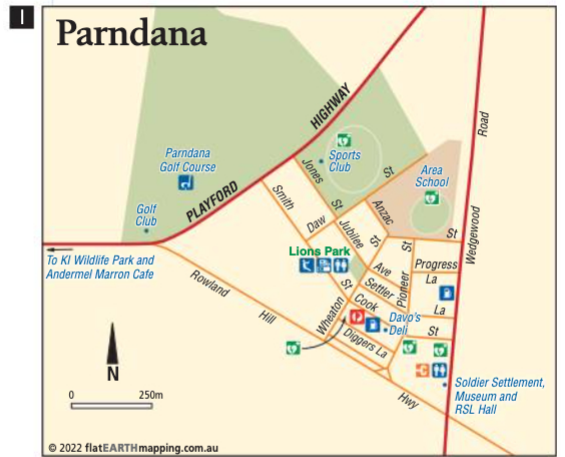 I
Parndana
HIGHWAY
Road
Parndana
Golf Course
Sports
Club
Jones
St
Area
School
Golf
Club
PLAYFORD
Smith
St
Daw
Jubilee
Anzac
St
St
St
Wedgewood
Lions Park
To KI Wildlife Park and
Andermel Marron Cafe
Progress
La
Ave
Settler
Pioneer
St
Rowland
Hill
Wheaton
Cook
La
Davo's
Deli
St
Diggers La
N
0 250m
Hwy
Soldier Settlement,
Museum and
RSL Hall
© 2022 flatEARTHmapping.com.au